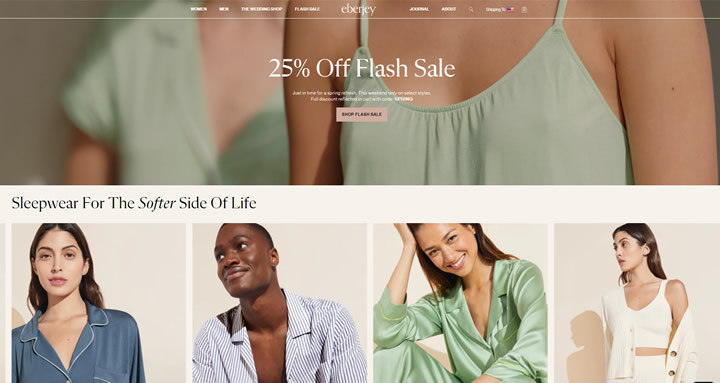 WOMEN MEN THE WEDDING SHOP FLASH SALE eberjey JOURNAL ABOUT Shipping To
25% Off Flash Sale
Just in time for a spring refresh. This weekend only on select styles.
Full discount reflected in cart with code:
SHOP FLASH SALE
Sleepwear For The Softer Side Of Life